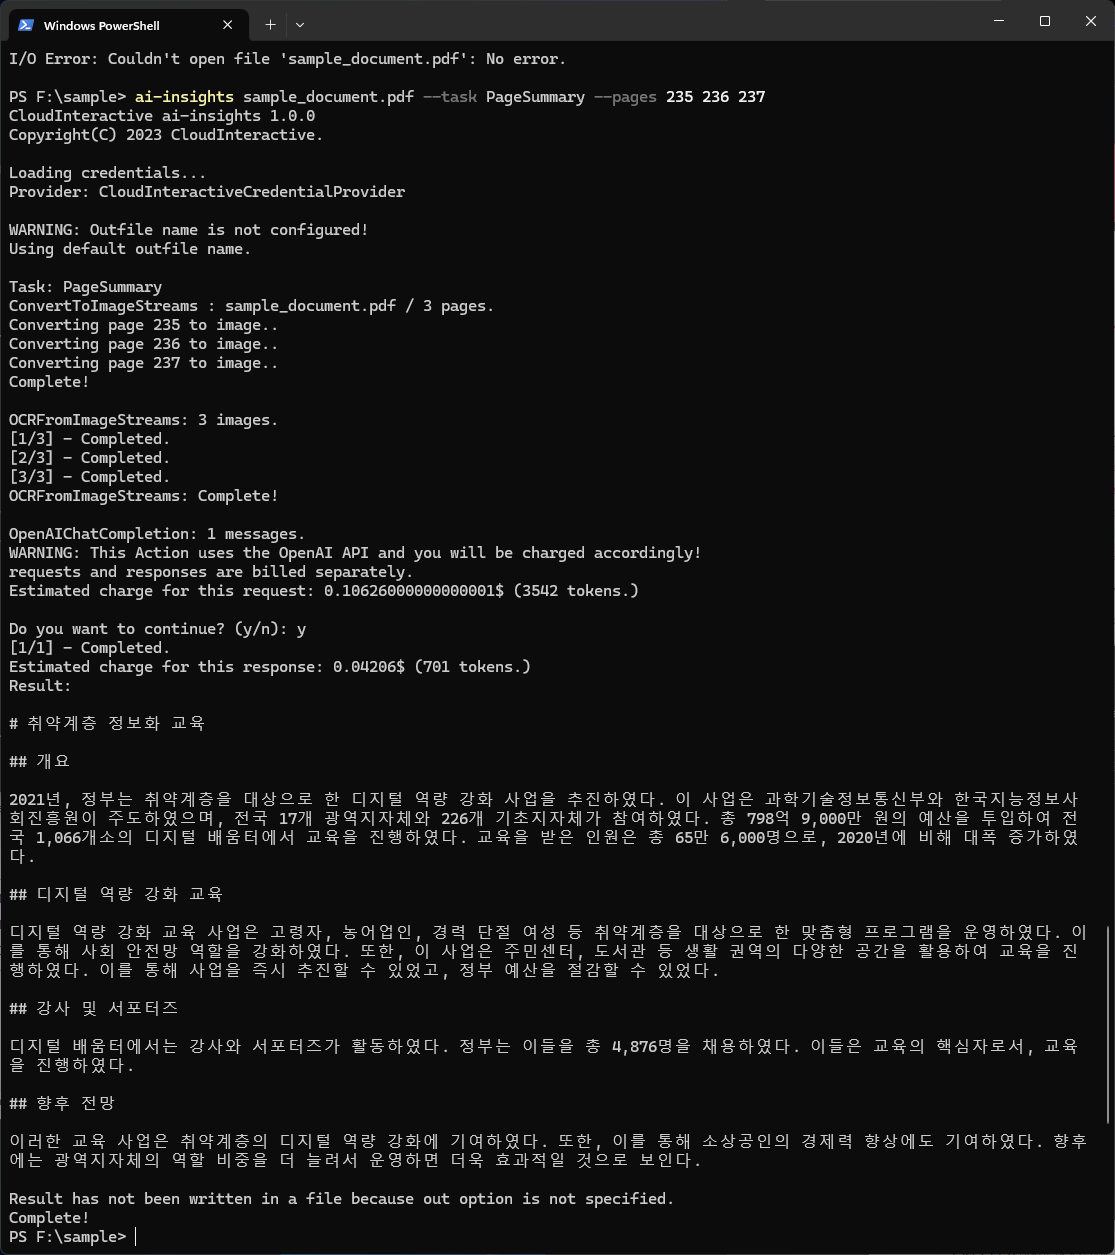 Windows PowerShell
I/O Error: Couldn't open file 'sample_document.pdf': No error.
PS F:\sample> ai-insights sample_document.pdf --task PageSummary --pages 235 236 237
CloudInteractive ai-insights 1.0.0
Copyright(C) 2023 CloudInteractive.
Loading credentials...
Provider: CloudInteractiveCredentialProvider
WARNING: Outfile name is not configured!
Using default outfile name.
Task: PageSummary
ConvertToImageStreams : sample_document.pdf / 3 pages.
Converting page 235 to image..
Converting page 236 to image..
Converting page 237 to image..
Complete!
OCRFromImageStreams: 3 images.
[1/3] - Completed.
[2/3] - Completed.
[3/3] - Completed.
OCRFromImageStreams: Complete!
OpenAIChatCompletion: 1 messages.
WARNING: This Action uses the OpenAI API and you will be charged accordingly!
requests and responses are billed separately.
Estimated charge for this request: 0.10626000000000001$ (3542 tokens.)
Do you want to continue? (y/n): y
[1/1] - Completed.
Estimated charge for this response: 0.04206$ (701 tokens.)
Result:
# 취약계층 정보화 교육
## 개요
2021년, 정부는 취약계층을 대상으로 한 디지털 역량 강화 사업을 추진하였다. 이 사업은 과학기술정보통신부와 한국지능정보사
회진흥원이 주도하였으며, 전국 17개 광역지자체와 226개 기초지자체가 참여하였다. 총 798억 9,000만 원의 예산을 투입하여 전
국 1,066개소의 디지털 배움터에서 교육을 진행하였다. 교육을 받은 인원은 총 65만 6,000명으로, 2020년에 비해 대폭 증가하였
다.
## 디지털 역량 강화 교육
디지털 역량 강화 교육 사업은 고령자, 농어업인, 경력 단절 여성 등 취약계층을 대상으로 한 맞춤형 프로그램을 운영하였다. 이
를 통해 사회 안전망 역할을 강화하였다. 또한, 이 사업은 주민센터, 도서관 등 생활 권역의 다양한 공간을 활용하여 교육을 진
행하였다. 이를 통해 사업을 즉시 추진할 수 있었고, 정부 예산을 절감할 수 있었다.
## 강사 및 서포터즈
디지털 배움터에서는 강사와 서포터즈가 활동하였다. 정부는 이들을 총 4,876명을 채용하였다. 이들은 교육의 핵심자로서, 교육
을 진행하였다.
## 향후 전망
이러한 교육 사업은 취약계층의 디지털 역량 강화에 기여하였다. 또한, 이를 통해 소상공인의 경제력 향상에도 기여하였다. 향후
에는 광역지자체의 역할 비중을 더 늘려서 운영하면 더욱 효과적일 것으로 보인다.
Result has not been written in a file because out option is not specified.
Complete!
PS F:\sample>